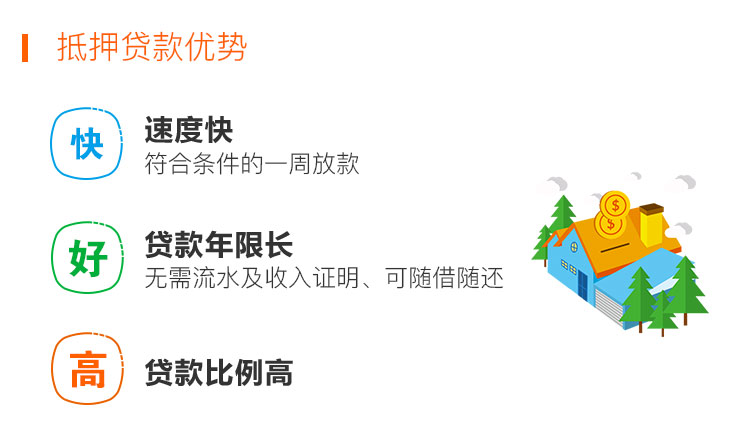 抵押贷款优势
快
速度快
符合条件的一周放款
好
贷款年限长
无需流水及收入证明、可随借随还
高
贷款比例高
$
$